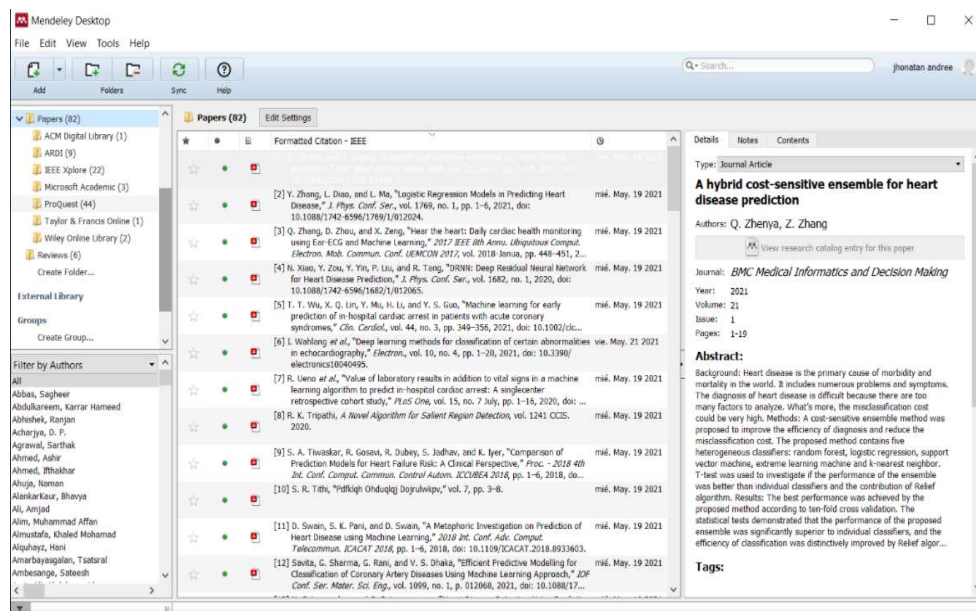 Mendeley Desktop
File Edit View Tools Help
Add Folders Sync Help
Search...
jhonatan andree
Papers (82)
ACM Digital Library (1)
ARDI (9)
IEEE Xplore (22)
Microsoft Academic (3)
ProQuest (44)
Taylor & Francis Online (1)
Wiley Online Library (2)
Reviews (6)
Create Folder...
External Library
Groups
Create Group...
Filter by Authors
All
Abbas, Sagheer
Abdulkareem, Karrar Hameed
Abhishek, Ranjan
Acharjya, D. P.
Agrawal, Sarthak
Ahmed, Ashir
Ahmed, Ifthakhar
Ahuja, Naman
AlankarKaur, Bhavya
Ali, Amjad
Alim, Muhammad Affan
Almustafa, Khaled Mohamad
Alquhayz, Hani
Amarbayasgalan, Tsatsral
Ambesange, Sateesh
Papers (82) Edit Settings
Formatted Citation - IEEE
[2] Y. Zhang, L. Diao, and L. Ma, "Logistic Regression Models in Predicting Heart mié. May. 19 2021
Disease," J. Phys. Conf. Ser., vol. 1769, no. 1, pp. 1–6, 2021, doi:
10.1088/1742-6596/1769/1/012024.
[3] Q. Zhang, D. Zhou, and X. Zeng, "Hear the heart: Daily cardiac health monitoring mié. May. 19 2021
using Ear-ECG and Machine Learning," 2017 IEEE 8th Annu. Ubiquitous Comput.
Electron. Mob. Commun. Conf. UEMCON 2017, vol. 2018-Janua, pp. 448–451, 2...
[4] N. Xiao, Y. Zou, Y. Yin, P. Liu, and R. Tang, "DRNN: Deep Residual Neural Network mié. May. 19 2021
for Heart Disease Prediction," J. Phys. Conf. Ser., vol. 1682, no. 1, 2020, doi:
10.1088/1742-6596/1682/1/012065.
[5] T. T. Wu, X. Q. Lin, Y. Mu, H. Li, and Y. S. Guo, "Machine learning for early mié. May. 19 2021
prediction of in-hospital cardiac arrest in patients with acute coronary
syndromes," Clin. Cardiol., vol. 44, no. 3, pp. 349–356, 2021, doi: 10.1002/clc...
[6] I. Wahlang et al., "Deep learning methods for classification of certain abnormalities vie. May. 21 2021
in echocardiography," Electron., vol. 10, no. 4, pp. 1–20, 2021, doi: 10.3390/
electronics10040495.
[7] R. Ueno et al., "Value of laboratory results in addition to vital signs in a machine mié. May. 19 2021
learning algorithm to predict in-hospital cardiac arrest: A singlecenter
retrospective cohort study," PLoS One, vol. 15, no. 7 July, pp. 1–16, 2020, doi: ...
[8] R. K. Tripathi, A Novel Algorithm for Salient Region Detection, vol. 1241 CCIS. mié. May. 19 2021
2020.
[9] S. A. Tiwaskar, R. Gosavi, R. Dubey, S. Jadhav, and K. Iyer, "Comparison of mié. May. 19 2021
Prediction Models for Heart Failure Risk: A Clinical Perspective," Proc. - 2018 4th
Int. Conf. Comput. Commun. Control Autom. ICCUBEA 2018, pp. 1–6, 2018, do...
[10] S. R. Tithi, "Pdfklqh Ohduqlqj Dojrulwkpv," vol. 7, pp. 3–8. mié. May. 19 2021
[11] D. Swain, S. K. Pani, and D. Swain, "A Metaphoric Investigation on Prediction of mié. May. 19 2021
Heart Disease using Machine Learning," 2018 Int. Conf. Adv. Comput.
Telecommun. ICACAT 2018, pp. 1–6, 2018, doi: 10.1109/ICACAT.2018.8933603.
[12] Savita, G. Sharma, G. Rani, and V. S. Dhaka, "Efficient Predictive Modelling for mié. May. 19 2021
Classification of Coronary Artery Diseases Using Machine Learning Approach," IOP
Conf. Ser. Mater. Sci. Eng., vol. 1099, no. 1, p. 012068, 2021, doi: 10.1088/17...
Details Notes Contents
Type: Journal Article
A hybrid cost-sensitive ensemble for heart
disease prediction
Authors: Q. Zhenya, Z. Zhang
View research catalog entry for this paper
Journal: BMC Medical Informatics and Decision Making
Year: 2021
Volume: 21
Issue: 1
Pages: 1-19
Abstract:
Background: Heart disease is the primary cause of morbidity and
mortality in the world. It includes numerous problems and symptoms.
The diagnosis of heart disease is difficult because there are too
many factors to analyze. What's more, the misclassification cost
could be very high. Methods: A cost-sensitive ensemble method was
proposed to improve the efficiency of diagnosis and reduce the
misclassification cost. The proposed method contains five
heterogeneous classifiers: random forest, logistic regression, support
vector machine, extreme learning machine and k-nearest neighbor.
T-test was used to investigate if the performance of the ensemble
was better than individual classifiers and the contribution of Relief
algorithm. Results: The best performance was achieved by the
proposed method according to ten-fold cross validation. The
statistical tests demonstrated that the performance of the proposed
ensemble was significantly superior to individual classifiers, and the
efficiency of classification was distinctively improved by Relief algor...
Tags: